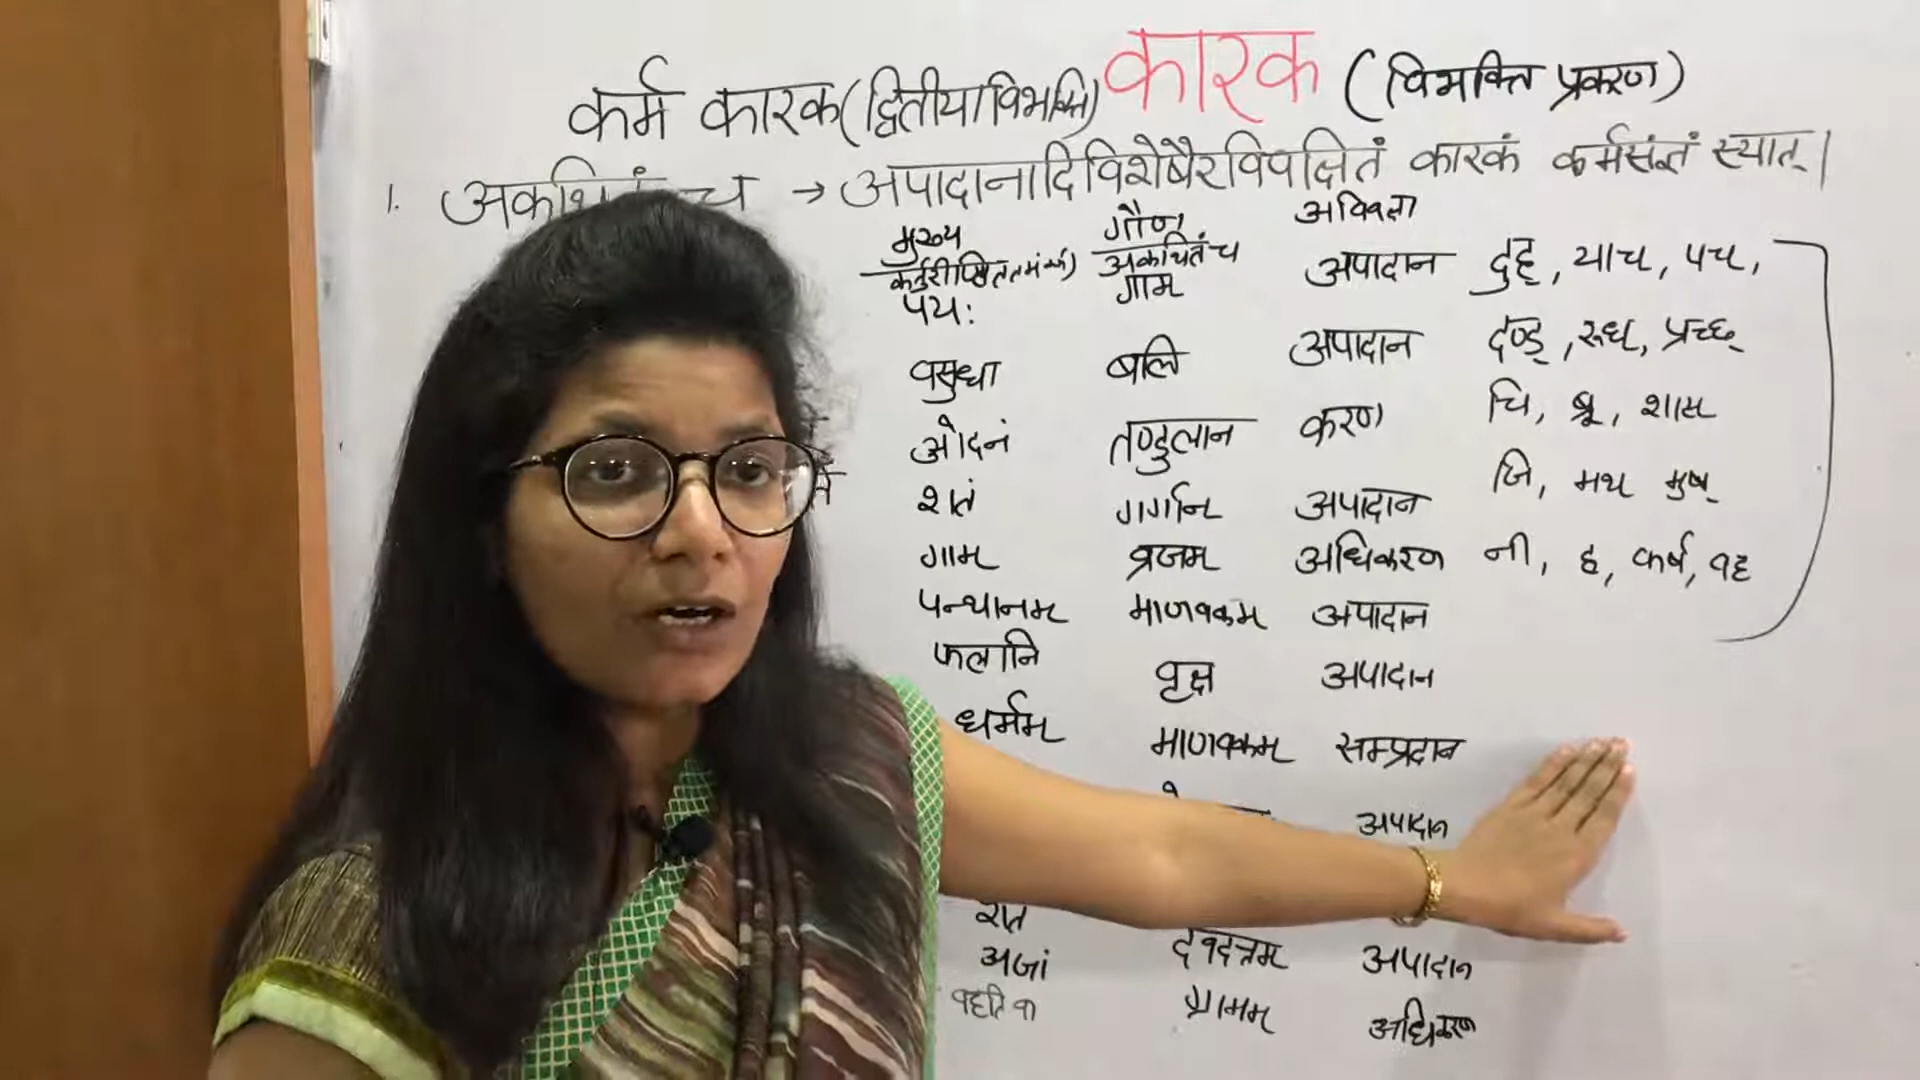 कारक (विभक्ति प्रकरण)
कर्म कारक (द्वितीया विभक्ति)
1. अकथितं च → अपादानादिविशेषैरविवक्षितं कारकं कर्मसंज्ञं स्यात्।
मुख्य गौण अविवक्षा
अकथितं च
पयः गाम अपादान दुह्, याच, पच,
वसुधा बलि अपादान दण्ड्, रुध, प्रच्छ्
ओदनं तण्डुलान करण चि, ब्रू, शास
शतं गर्गान अपादान जि, मथ मुष्
गाम व्रजम अधिकरण नी, हृ, कर्ष, वह
पन्थानम माणवकम अपादान
फलानि वृक्ष अपादान
धर्मम माणवकम सम्प्रदान
अपादान
शत
अजां देवदत्तम अपादान
ग्रामम अधिकरण